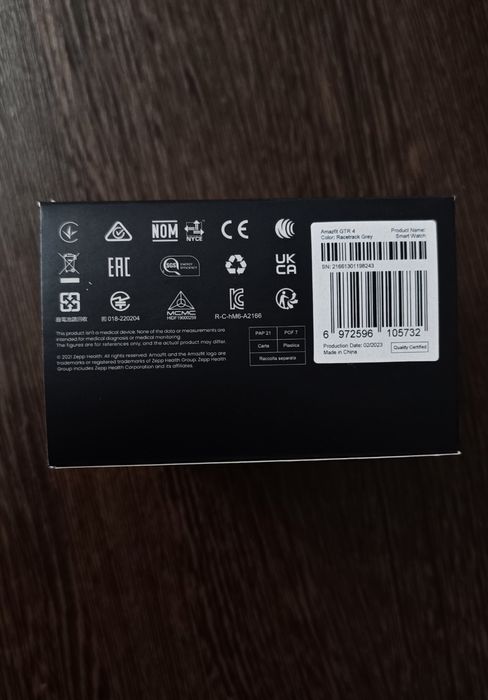 NOM
NYCE
CE
EAC
SGS
ENERGY
EFFICIENCY
UK
CA
018-220204
MCMC
HIDF19000259
R-C-hM6-A2166
This product isn't a medical device. None of the data or measurements are
intended for medical diagnosis or medical monitoring.
The figures are for references only, and the actual product may differ.
© 2021 Zepp Health. All rights reserved. Amazfit and the Amazfit logo are
trademarks or registered trademarks of Zepp Health Group. Zepp Health
Group includes Zepp Health Corporation and its affiliates.
PAP 21 POF 7
Carta Plastica
Raccolta separata
Amazfit GTR 4
Color: Racetrack Grey
Product Name:
Smart Watch
SN: 21661301198243
6 972596 105732
Production Date: 02/2023
Made in China
Quality Certified